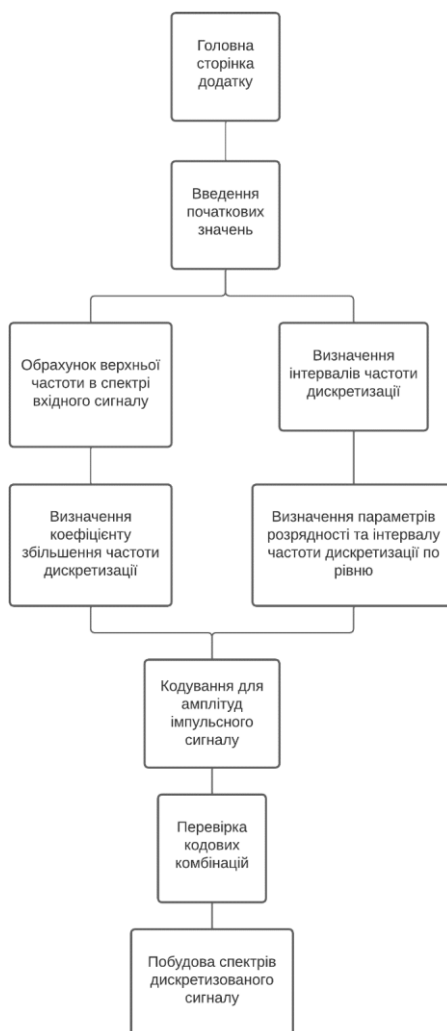 Головна
сторінка
додатку
Введення
початкових
значень
Обрахунок верхньої
частоти в спектрі
вхідного сигналу
Визначення
інтервалів частоти
дискретизації
Визначення
коефіцієнту
збільшення частоти
дискретизації
Визначення параметрів
розрядності та інтервалу
частоти дискретизації по
рівню
Кодування для
амплітуд
імпульсного
сигналу
Перевірка
кодових
комбінацій
Побудова спектрів
дискретизованого
сигналу